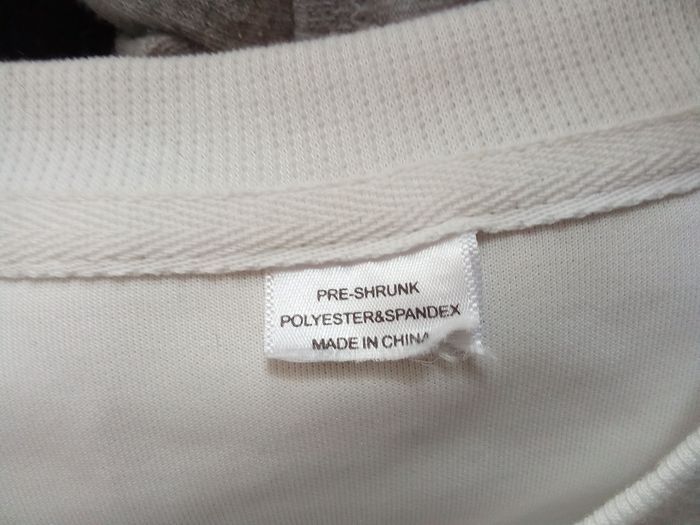 PRE-SHRUNK
POLYESTER&SPANDEX
MADE IN CHINA